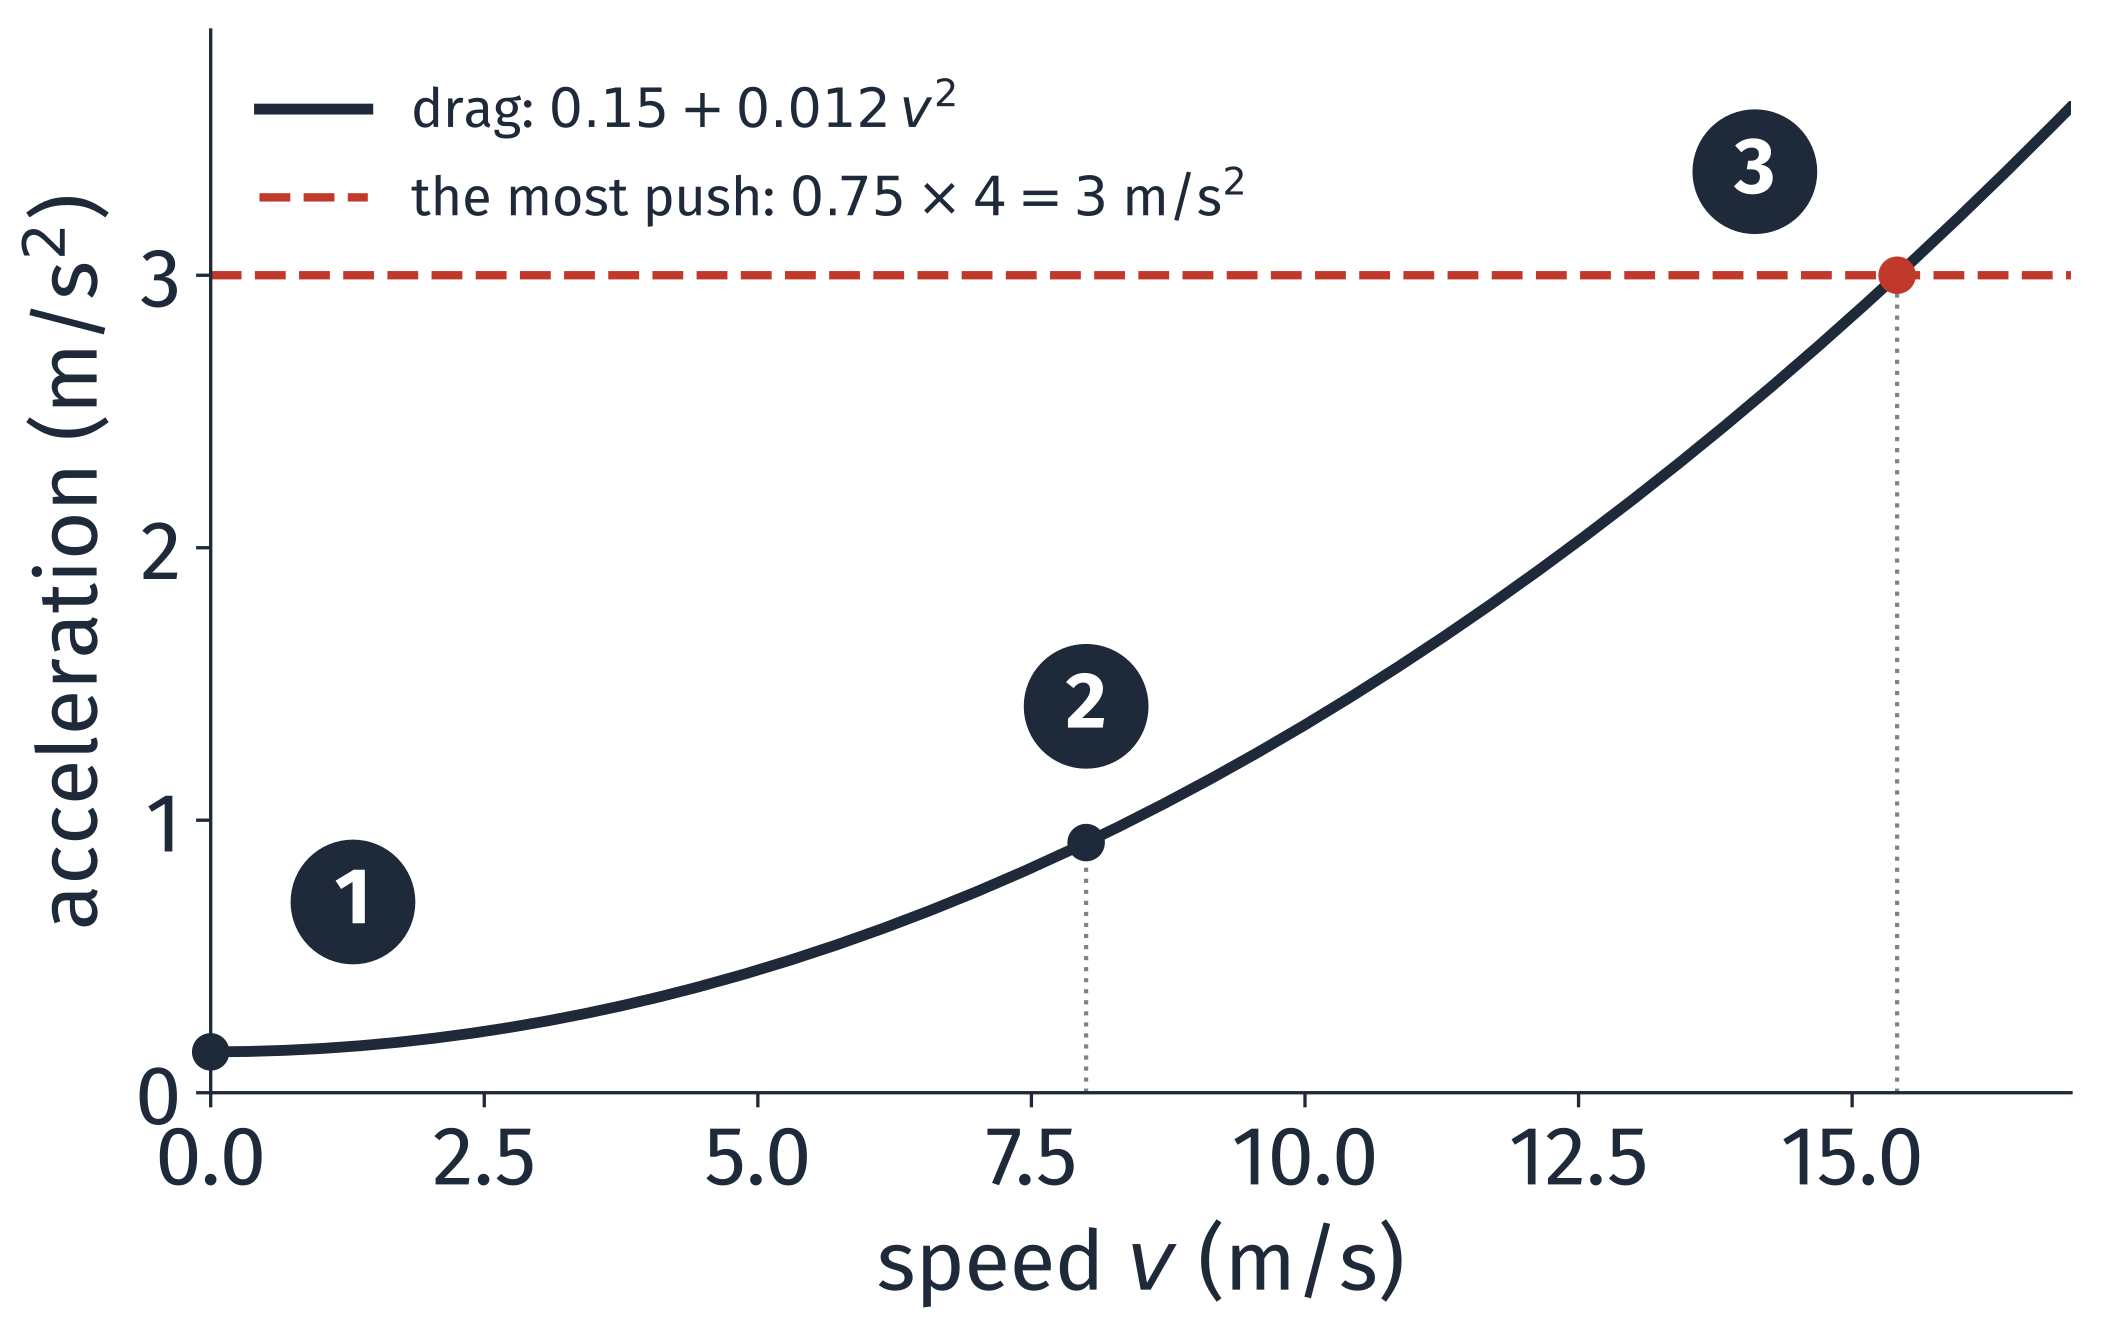 drag: 0.15 + 0.012 v²
the most push: 0.75 × 4 = 3 m/s²
3
2
1
acceleration (m/s²)
3
2
1
0
0.0 2.5 5.0 7.5 10.0 12.5 15.0
speed v (m/s)